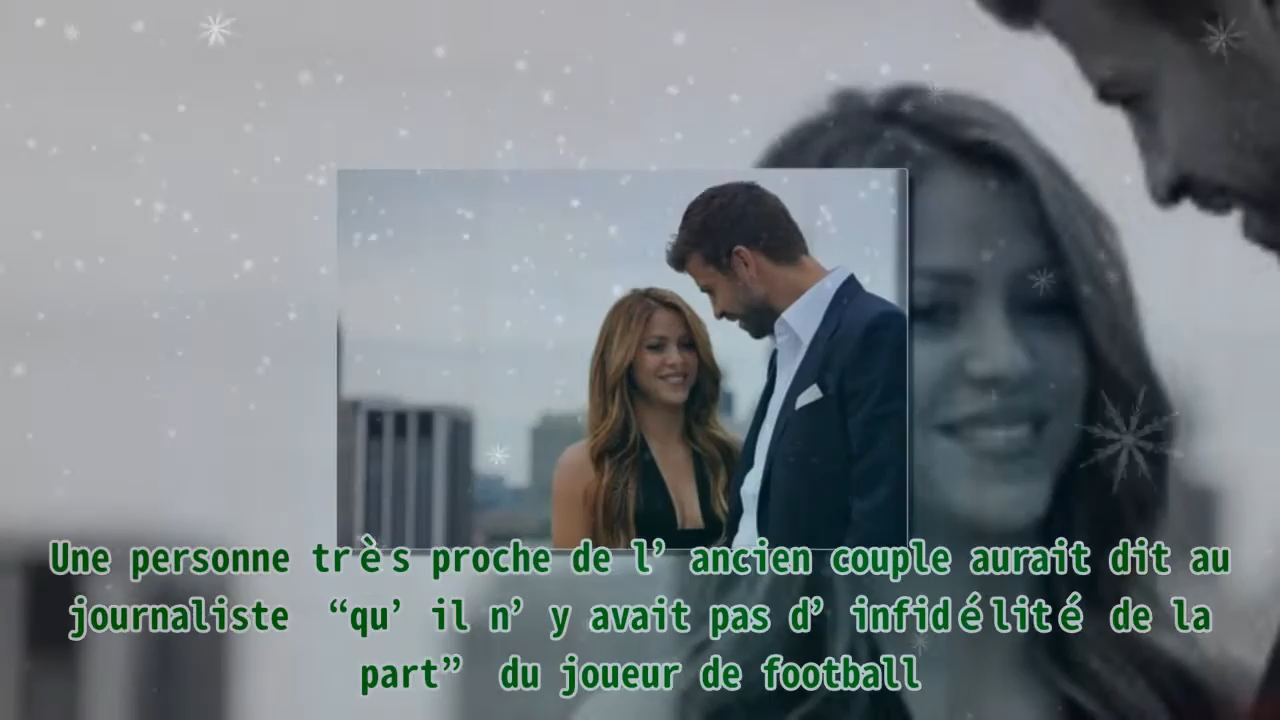 Une personne très proche de l’ ancien couple aurait dit au
journaliste “qu’ il n’ y avait pas d’ infidélité de la
part” du joueur de football